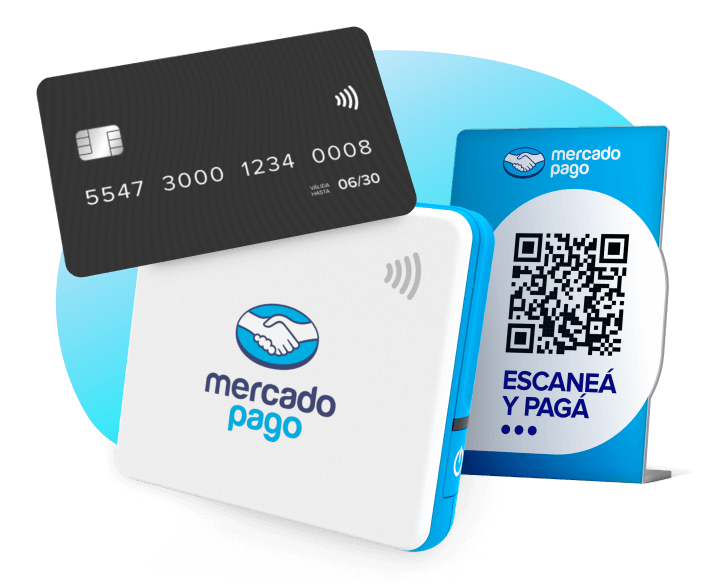 5547 3000 1234 0008
VÁLIDA
HASTA
06/30
mercado
pago
mercado
pago
ESCANEÁ
Y PAGÁ